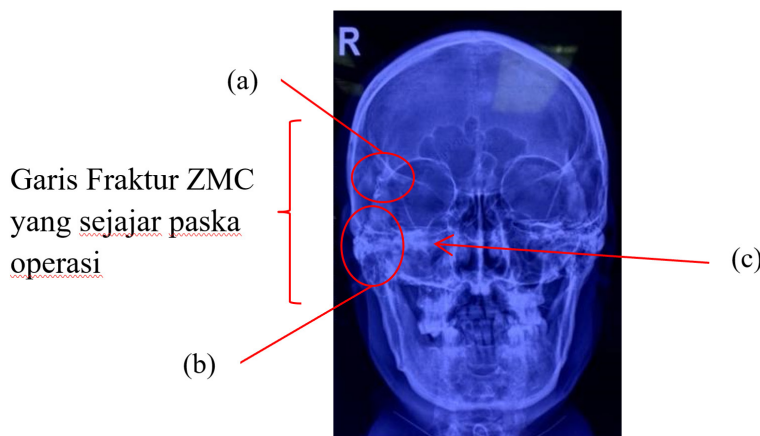 R
(a)
Garis Fraktur ZMC
yang sejajar paska
operasi
(c)
(b)